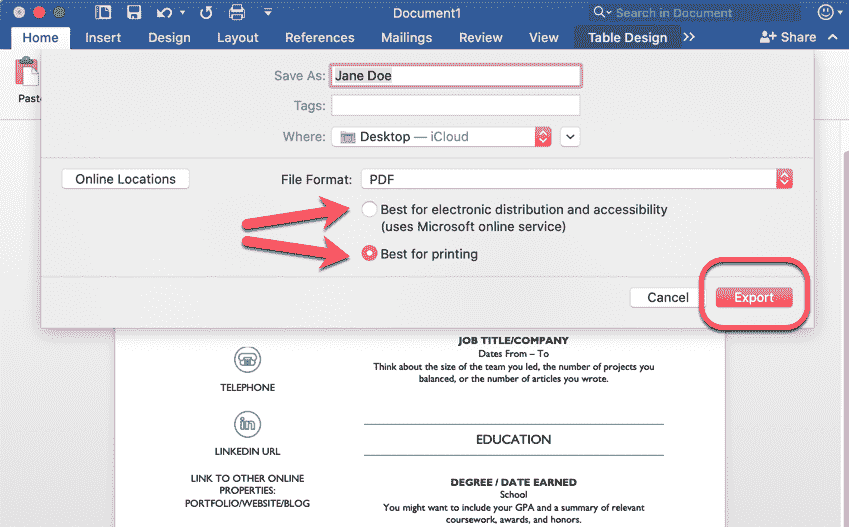 Document1
Search in Document
Home Insert Design Layout References Mailings Review View Table Design >> Share
Save As: Jane Doe
Tags:
Where: Desktop — iCloud
Online Locations
File Format: PDF
Best for electronic distribution and accessibility
(uses Microsoft online service)
Best for printing
Cancel Export
TELEPHONE
in
LINKEDIN URL
LINK TO OTHER ONLINE
PROPERTIES:
PORTFOLIO/WEBSITE/BLOG
JOB TITLE/COMPANY
Dates From – To
Think about the size of the team you led, the number of projects you
balanced, or the number of articles you wrote.
EDUCATION
DEGREE / DATE EARNED
School
You might want to include your GPA and a summary of relevant
coursework, awards, and honors.